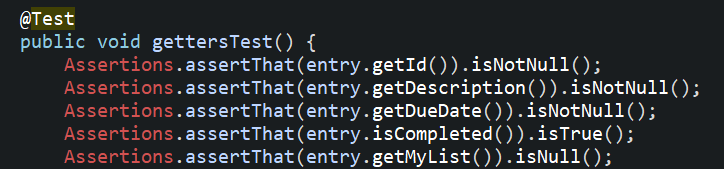 @Test
public void gettersTest() {
Assertions.assertThat(entry.getId()).isNotNull();
Assertions.assertThat(entry.getDescription()).isNotNull();
Assertions.assertThat(entry.getDueDate()).isNotNull();
Assertions.assertThat(entry.isCompleted()).isTrue();
Assertions.assertThat(entry.getMyList()).isNull();